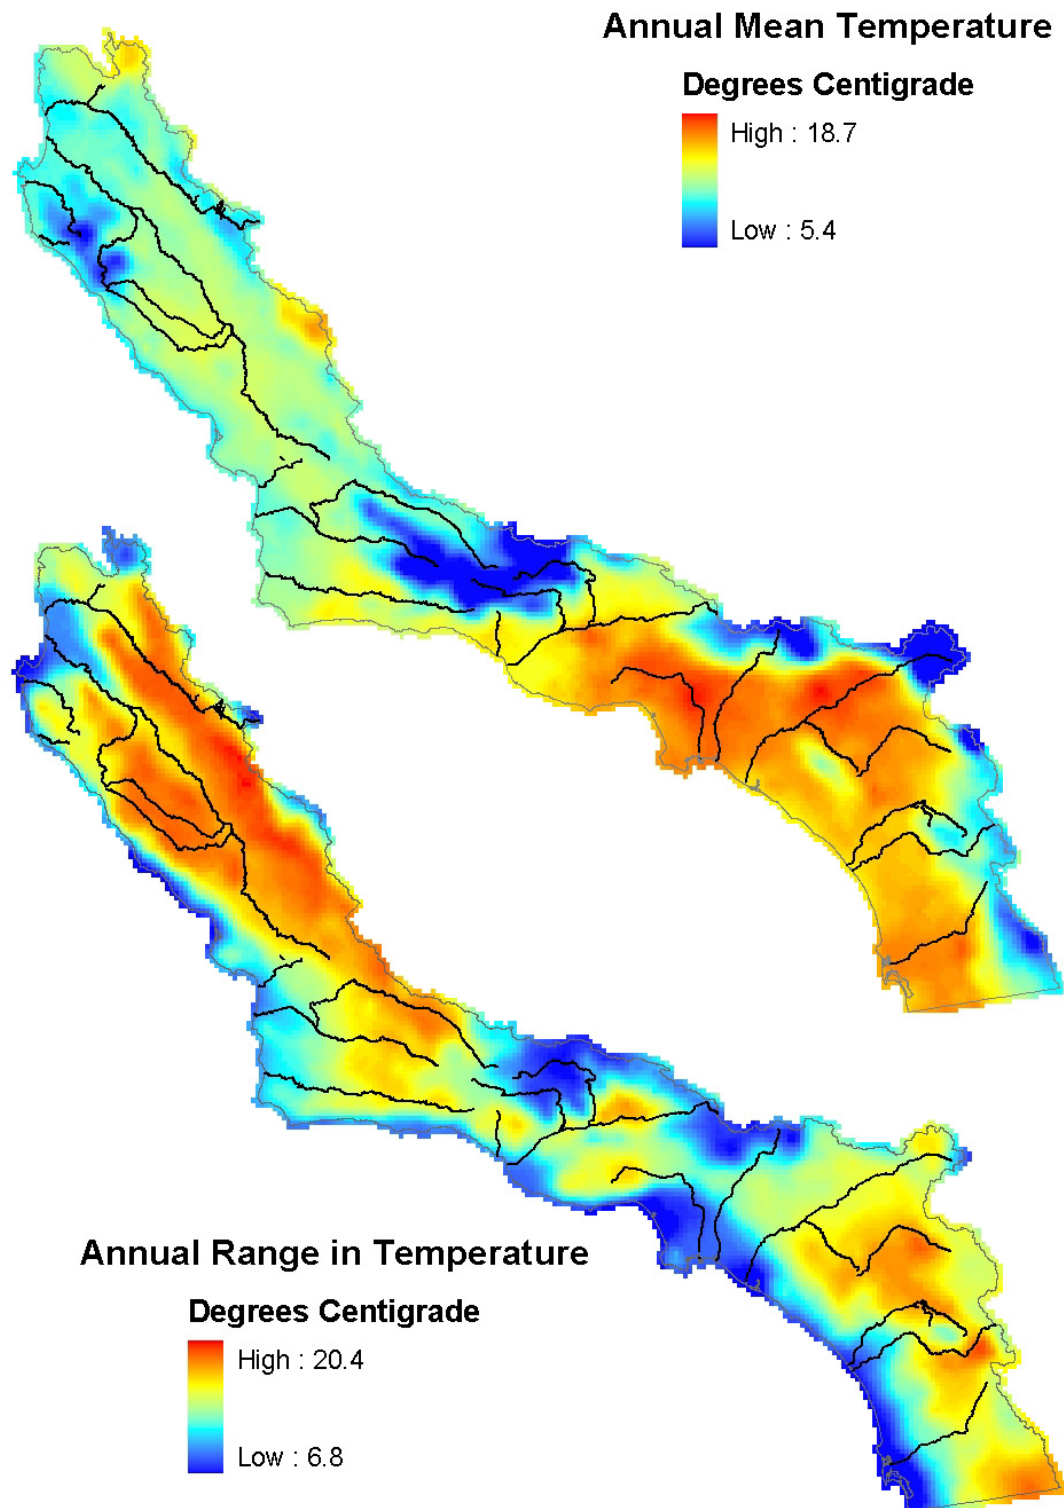 Annual Mean Temperature
Degrees Centigrade
High : 18.7
Low : 5.4
Annual Range in Temperature
Degrees Centigrade
High : 20.4
Low : 6.8